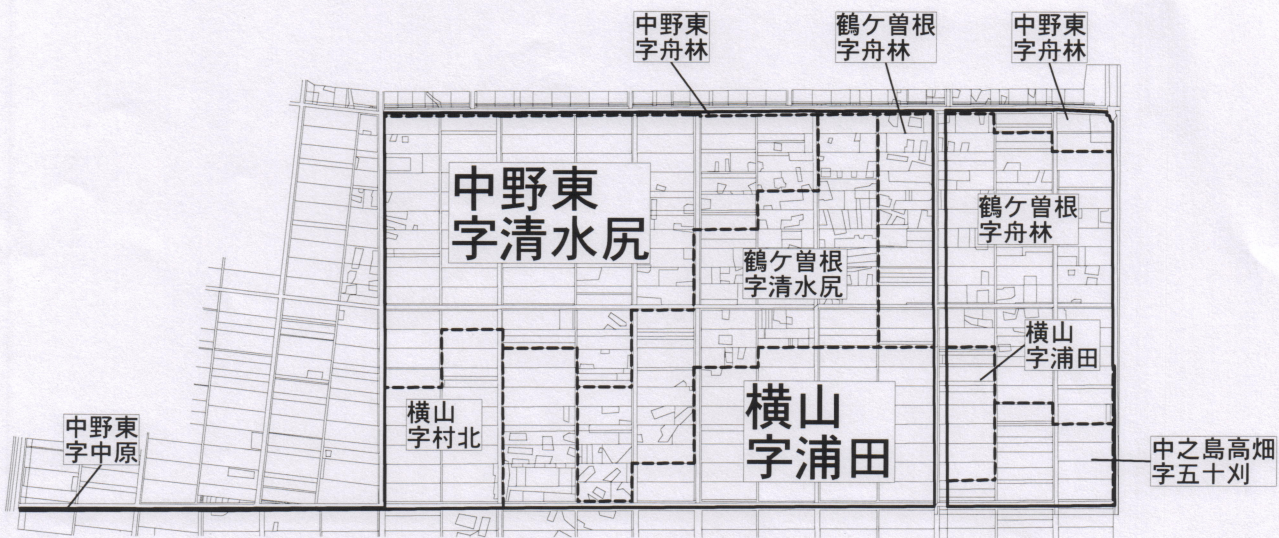 中野東
字舟林
鶴ケ曽根
字舟林
中野東
字舟林
中野東
字清水尻
鶴ケ曽根
字舟林
鶴ケ曽根
字清水尻
横山
字浦田
横山
字村北
横山
字浦田
中野東
字中原
中之島高畑
字五十刈